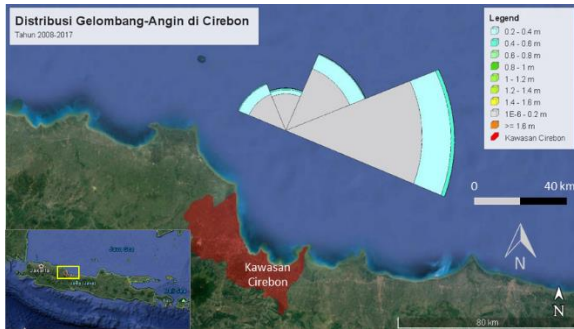 Distribusi Gelombang-Angin di Cirebon
Tahun 2008-2017
Legend
0.2 - 0.4 m
0.4 - 0.6 m
0.6 - 0.8 m
0.8 - 1 m
1 - 1.2 m
1.2 - 1.4 m
1.4 - 1.6 m
1E-6 - 0.2 m
>= 1.6 m
Kawasan Cirebon
0 40 km
N
Kawasan
Cirebon
Jakarta
N
80 km